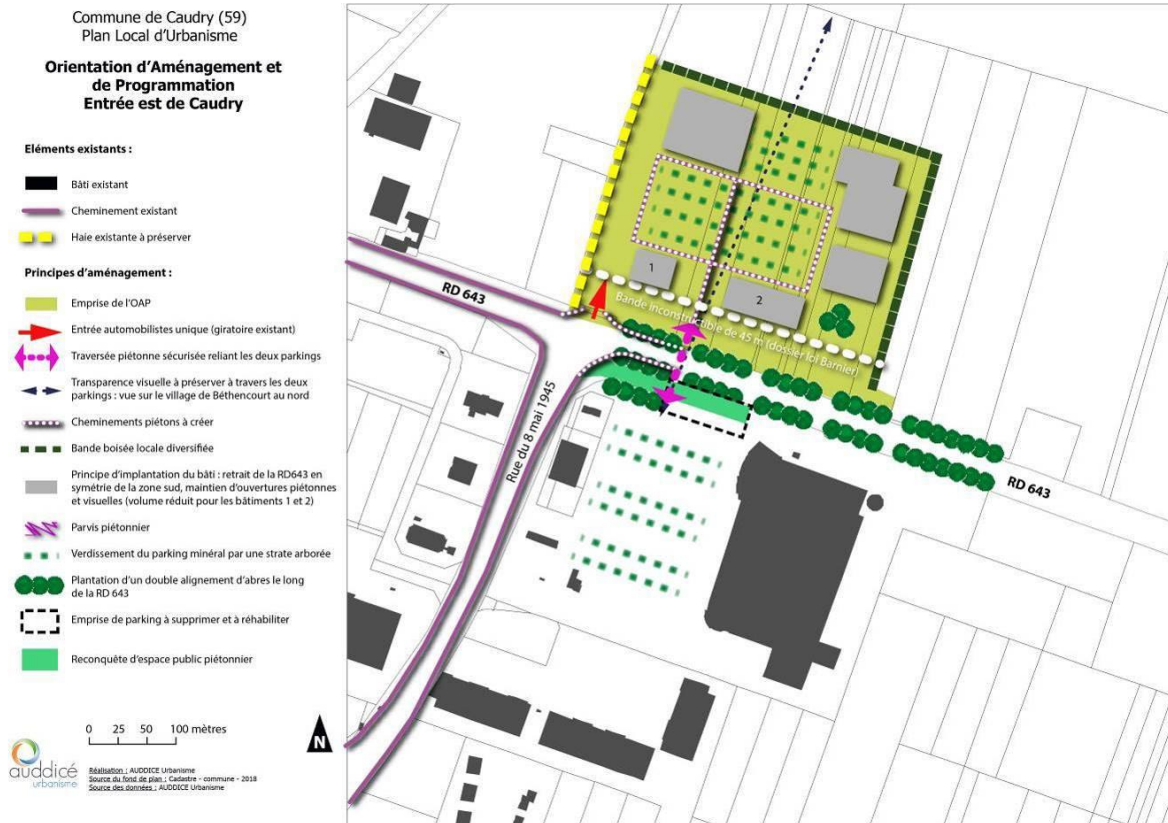 Commune de Caudry (59)
Plan Local d'Urbanisme
Orientation d'Aménagement et
de Programmation
Entrée est de Caudry
Eléments existants :
Bâti existant
Cheminement existant
Haie existante à préserver
Principes d'aménagement :
Emprise de l'OAP
Entrée automobilistes unique (giratoire existant)
Traversée piétonne sécurisée reliant les deux parkings
Transparence visuelle à préserver à travers les deux
parkings : vue sur le village de Béthencourt au nord
Cheminements piétons à créer
Bande boisée locale diversifiée
Principe d'implantation du bâti : retrait de la RD643 en
symétrie de la zone sud, maintien d'ouvertures piétonnes
et visuelles (volume réduit pour les bâtiments 1 et 2)
Parvis piétonnier
Verdissement du parking minéral par une strate arborée
Plantation d'un double alignement d'abres le long
de la RD 643
Emprise de parking à supprimer et à réhabiliter
Reconquête d'espace public piétonnier
0 25 50 100 mètres
N
auddicé
urbanisme
Réalisation : AUDDICE Urbanisme
Source du fond de plan : Cadastre - commune - 2018
Source des données : AUDDICE Urbanisme
1
2
RD 643
Bande inconstructible de 45 m (dossier loi Barnier)
Rue du 8 mai 1945
RD 643